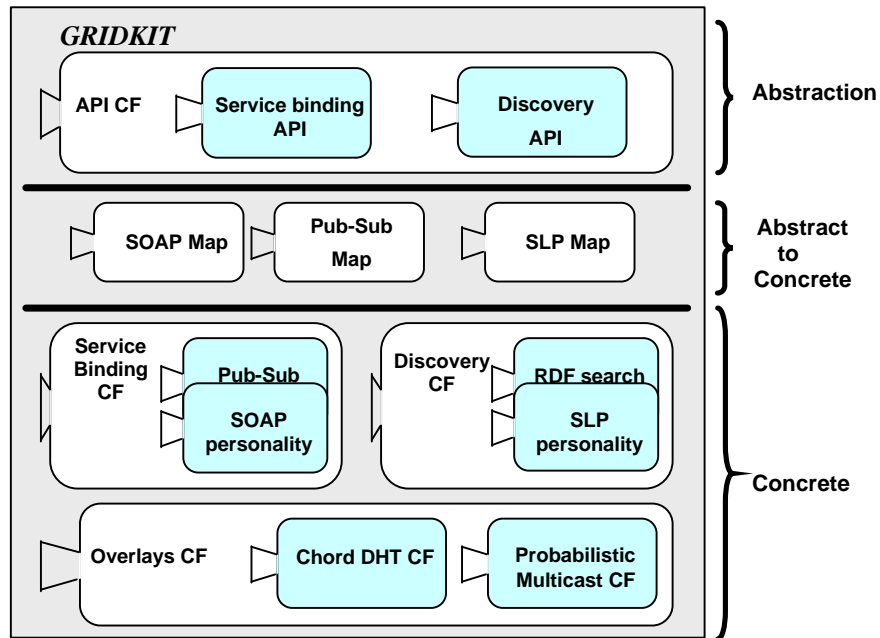 GRIDKIT
API CF
Service binding
API
Discovery
API
Abstraction
SOAP Map
Pub-Sub
Map
SLP Map
Abstract
to
Concrete
Service
Binding
CF
Pub-Sub
SOAP
personality
Discovery
CF
RDF search
SLP
personality
Concrete
Overlays CF
Chord DHT CF
Probabilistic
Multicast CF